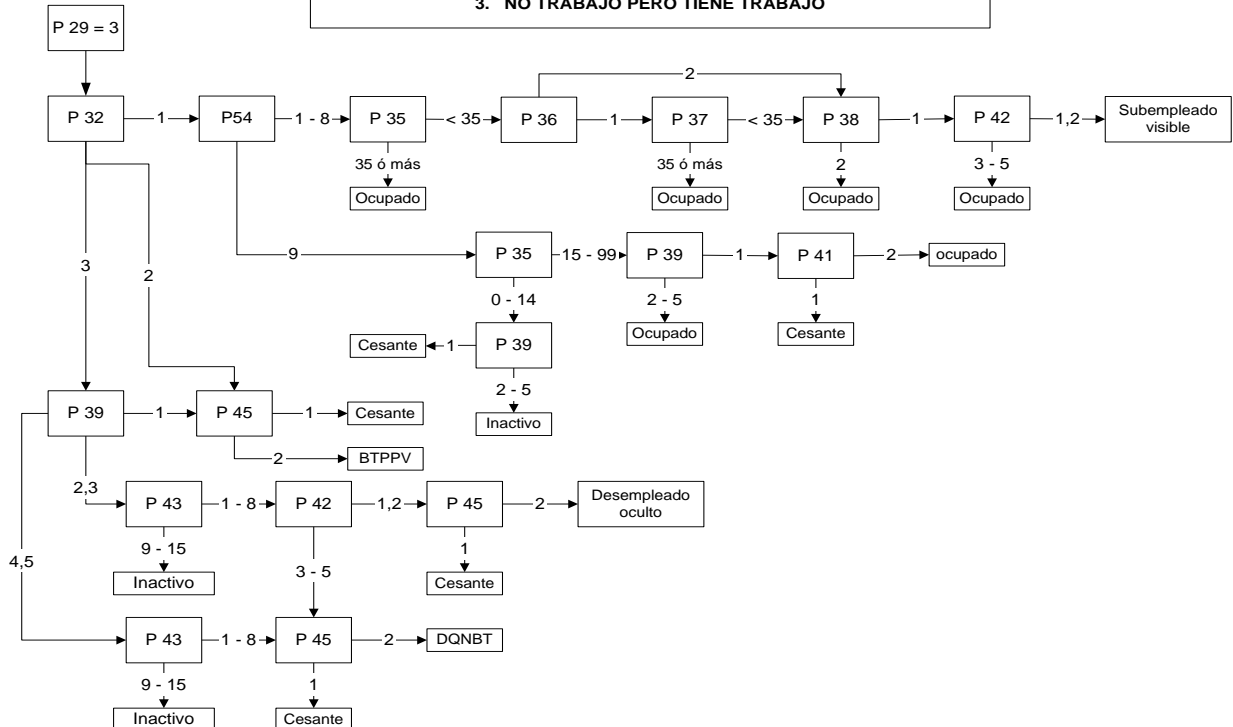 3. NO TRABAJO PERO TIENE TRABAJO
P 29 = 3
2
P 32
1
P54
1 - 8
P 35
< 35
P 36
1
P 37
< 35
P 38
1
P 42
1,2
Subempleado
visible
35 ó más
35 ó más
2
3 - 5
Ocupado
Ocupado
Ocupado
Ocupado
3
2
9
P 35
15 - 99
P 39
1
P 41
2
ocupado
0 - 14
2 - 5
1
Cesante
1
P 39
Ocupado
Cesante
2 - 5
Inactivo
P 39
1
P 45
1
Cesante
2
BTPPV
2,3
P 43
1 - 8
P 42
1,2
P 45
2
Desempleado
oculto
9 - 15
1
4,5
Inactivo
3 - 5
Cesante
P 43
1 - 8
P 45
2
DQNBT
9 - 15
1
Inactivo
Cesante